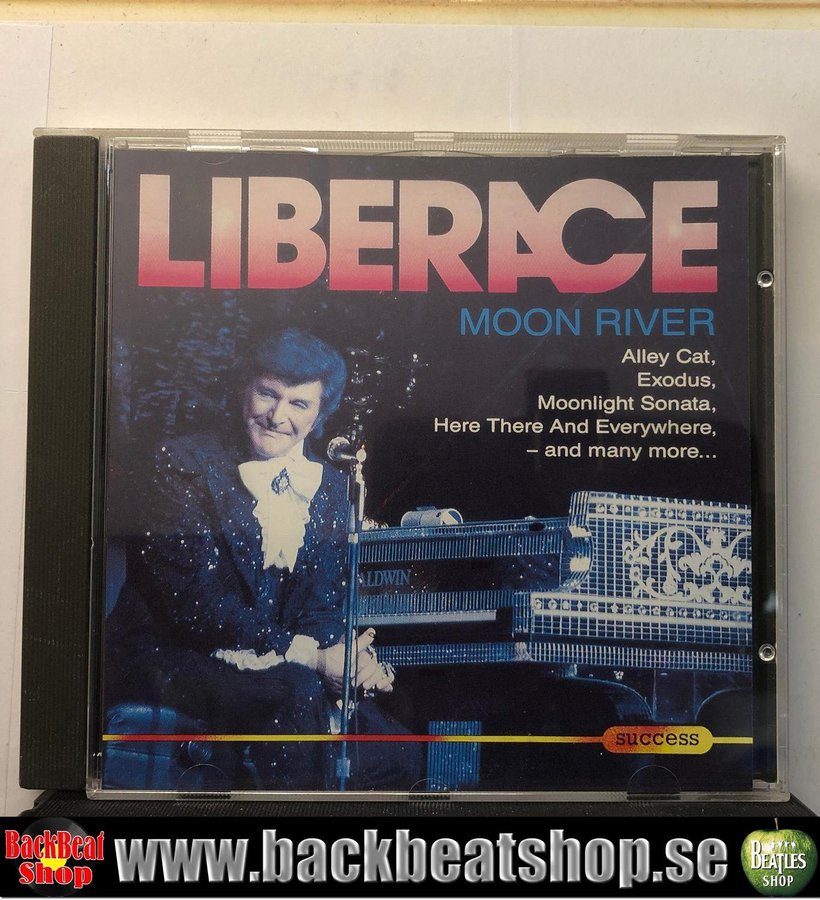 LIBERACE
MOON RIVER
Alley Cat,
Exodus,
Moonlight Sonata,
Here There And Everywhere,
– and many more...
ALDWIN
success
BackBeat
Shop
www.backbeatshop.se
BEATLES
SHOP